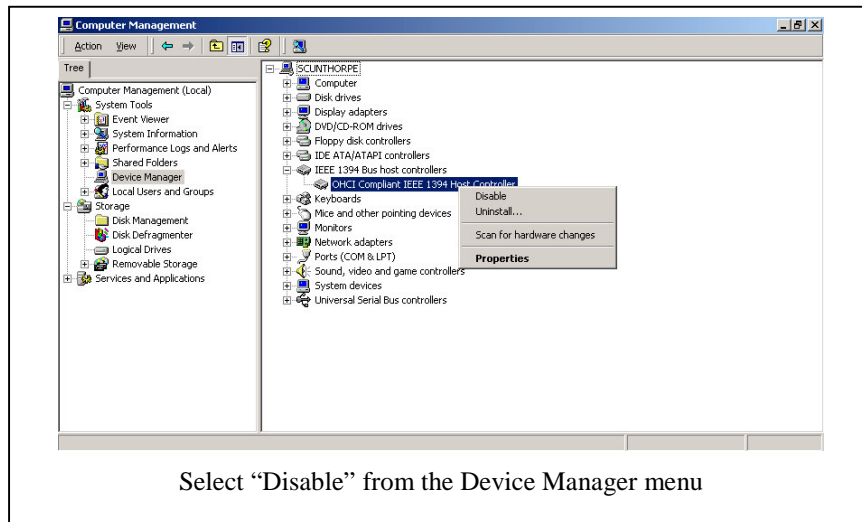 Computer Management
Action View
Tree
Computer Management (Local)
System Tools
Event Viewer
System Information
Performance Logs and Alerts
Shared Folders
Device Manager
Local Users and Groups
Storage
Disk Management
Disk Defragmenter
Logical Drives
Removable Storage
Services and Applications
SCUNTHORPE
Computer
Disk drives
Display adapters
DVD/CD-ROM drives
Floppy disk controllers
IDE ATA/ATAPI controllers
IEEE 1394 Bus host controllers
OHCI Compliant IEEE 1394 Host Controller
Keyboards
Mice and other pointing devices
Monitors
Network adapters
Ports (COM & LPT)
Sound, video and game controllers
System devices
Universal Serial Bus controllers
Disable
Uninstall...
Scan for hardware changes
Properties
Select “Disable” from the Device Manager menu